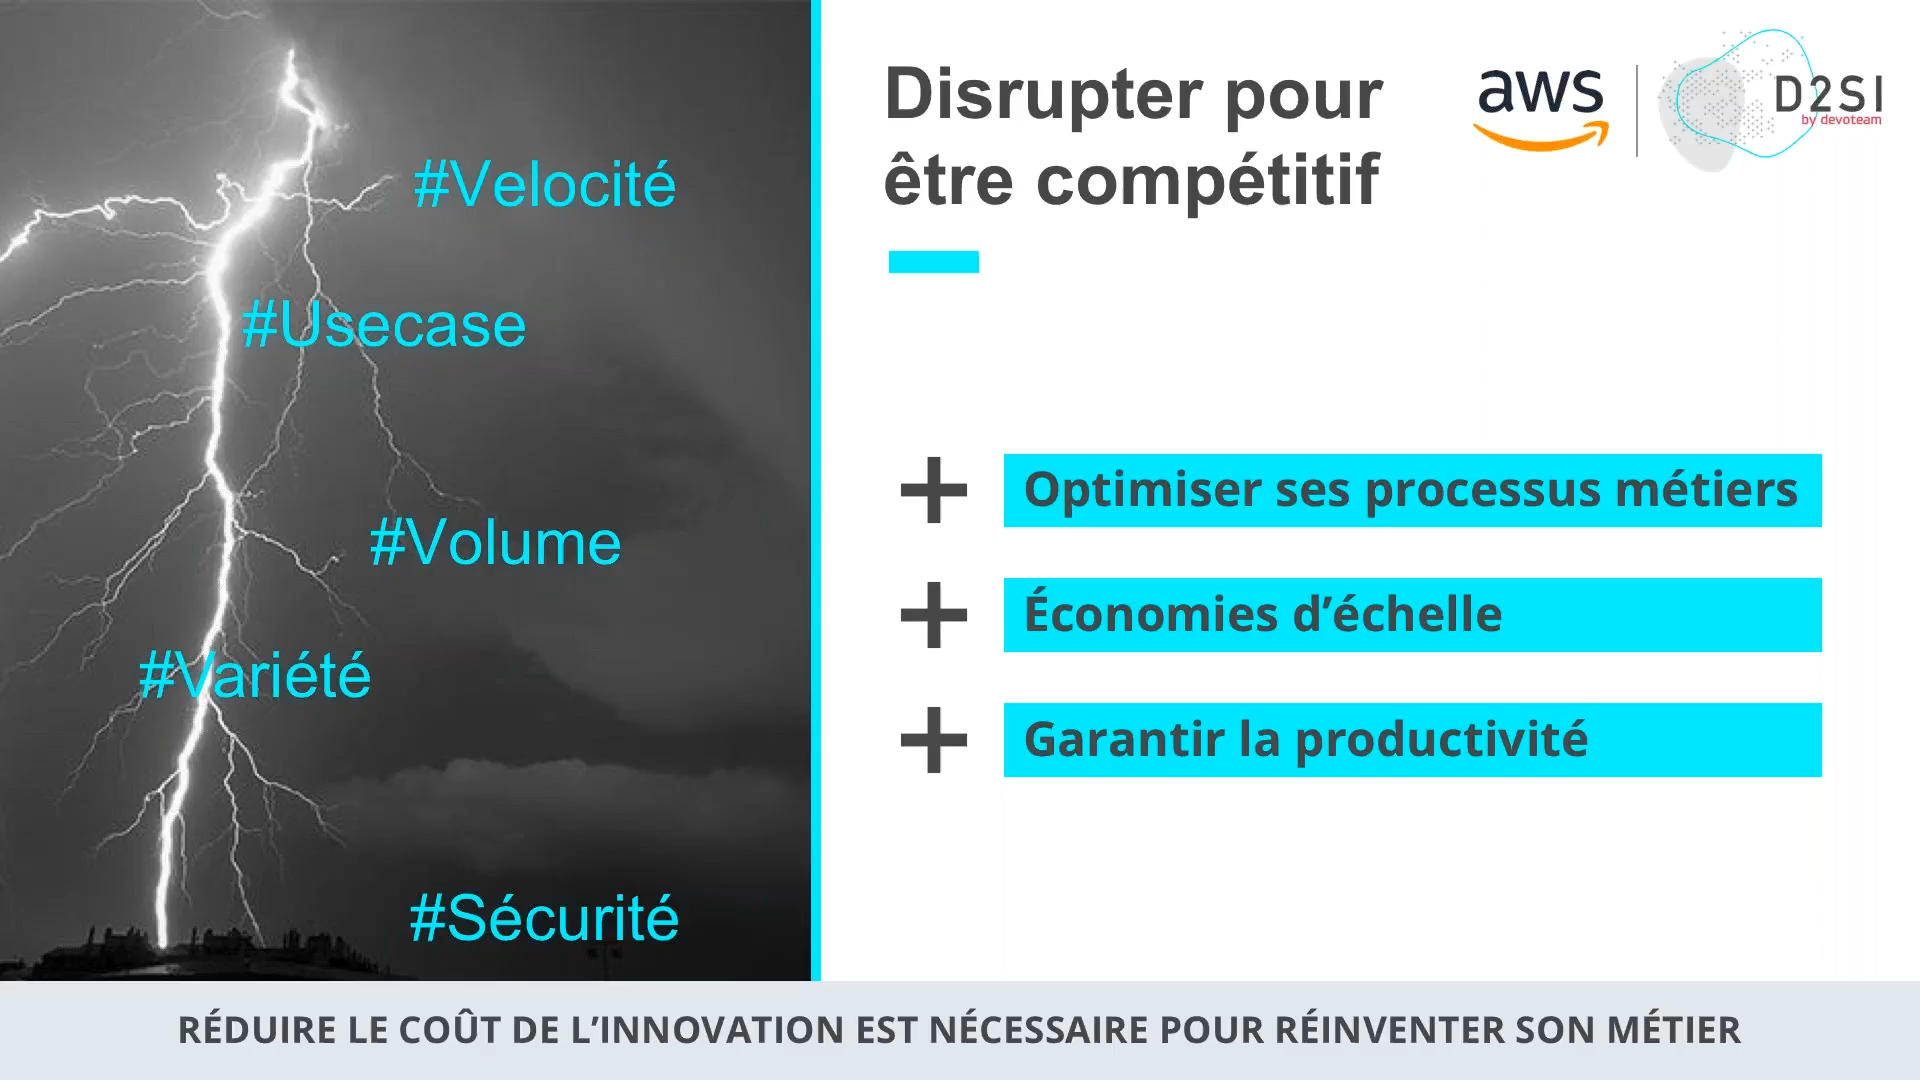 #Velocité
#Usecase
#Volume
#Variété
#Sécurité
Disrupter pour
être compétitif
aws
D2SI
by devoteam
+ Optimiser ses processus métiers
+ Économies d’échelle
+ Garantir la productivité
RÉDUIRE LE COÛT DE L’INNOVATION EST NÉCESSAIRE POUR RÉINVENTER SON MÉTIER